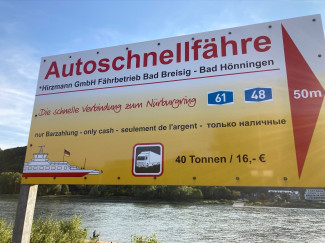 Autoschnellfähre
*Hirzmann GmbH Fährbetrieb Bad Breisig - Bad Hönningen
Die schnelle Verbindung zum Nürburgring 61 48
50m
nur Barzahlung - only cash - seulement de l'argent - только наличные
40 Tonnen / 16,- €